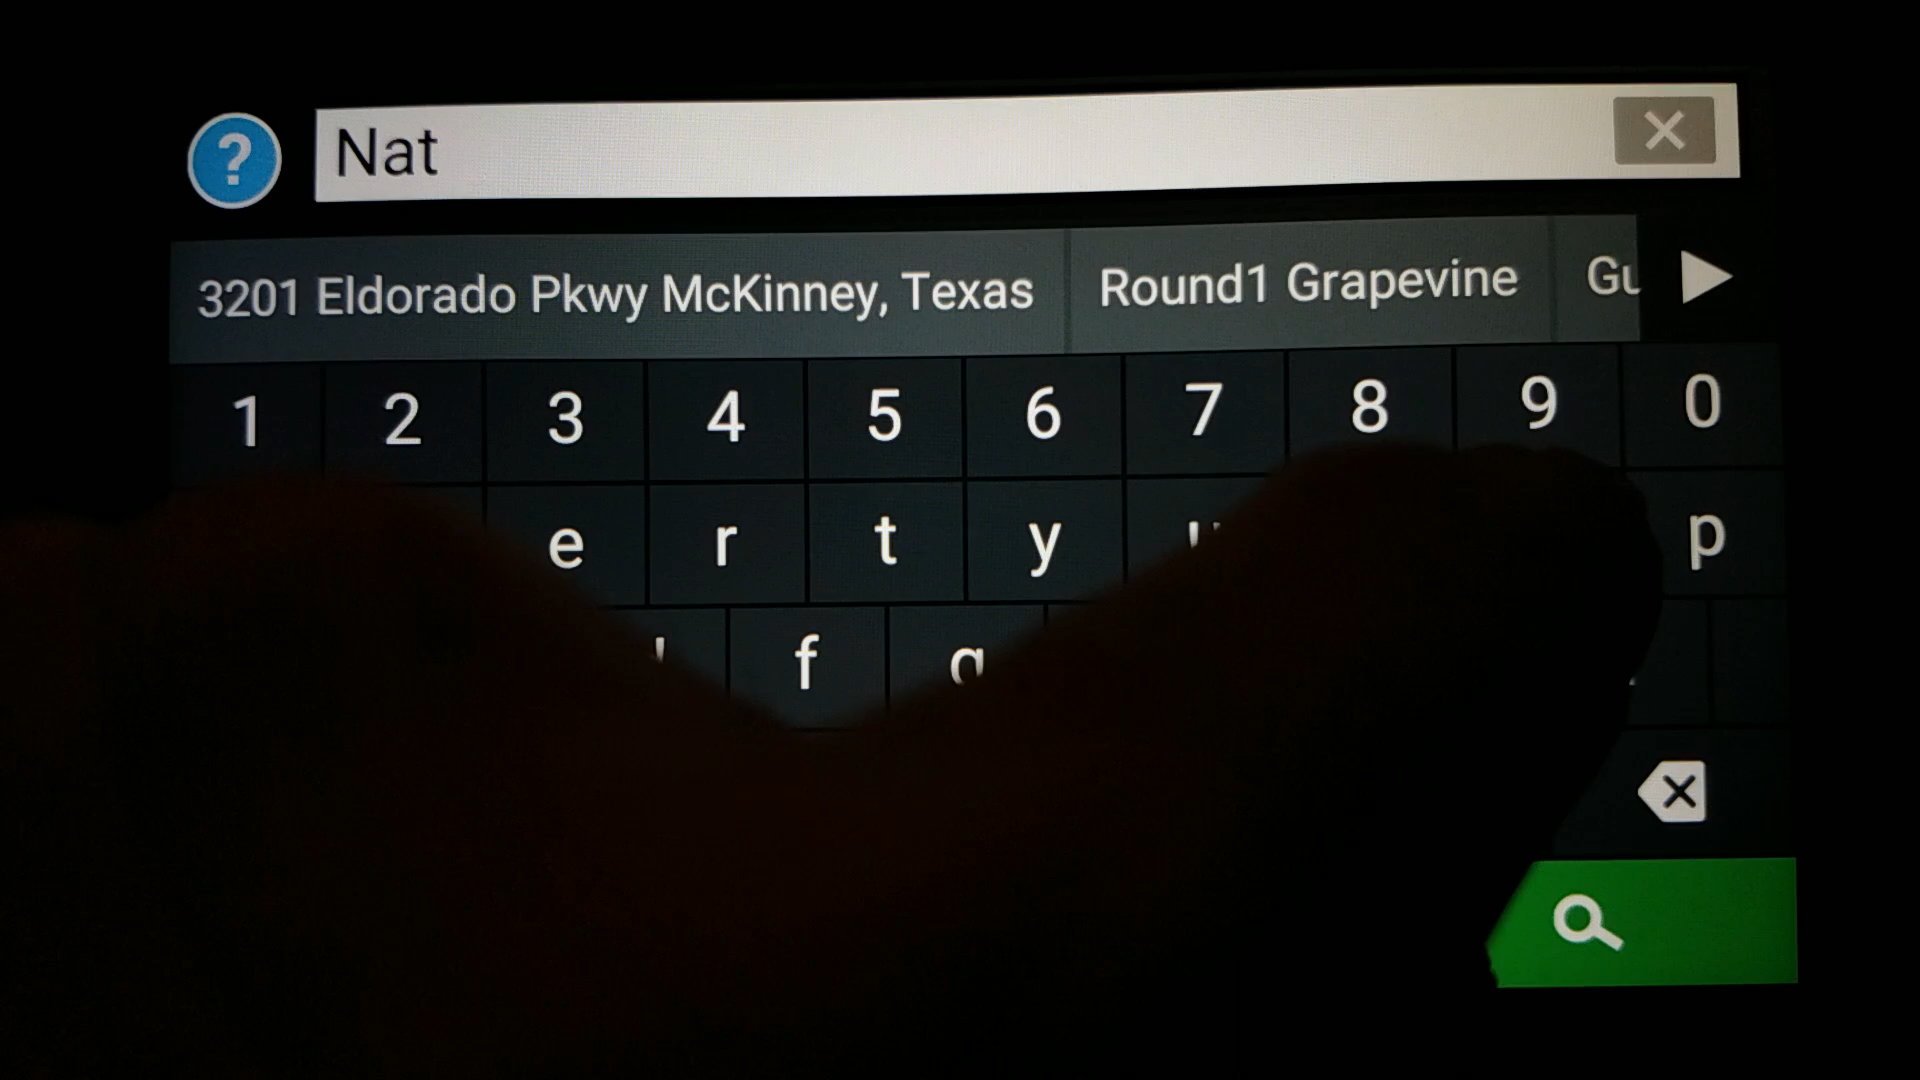 ? Nat
3201 Eldorado Pkwy McKinney, Texas Round1 Grapevine
1 2 3 4 5 6 7 8 9 0
e r t y p
f g